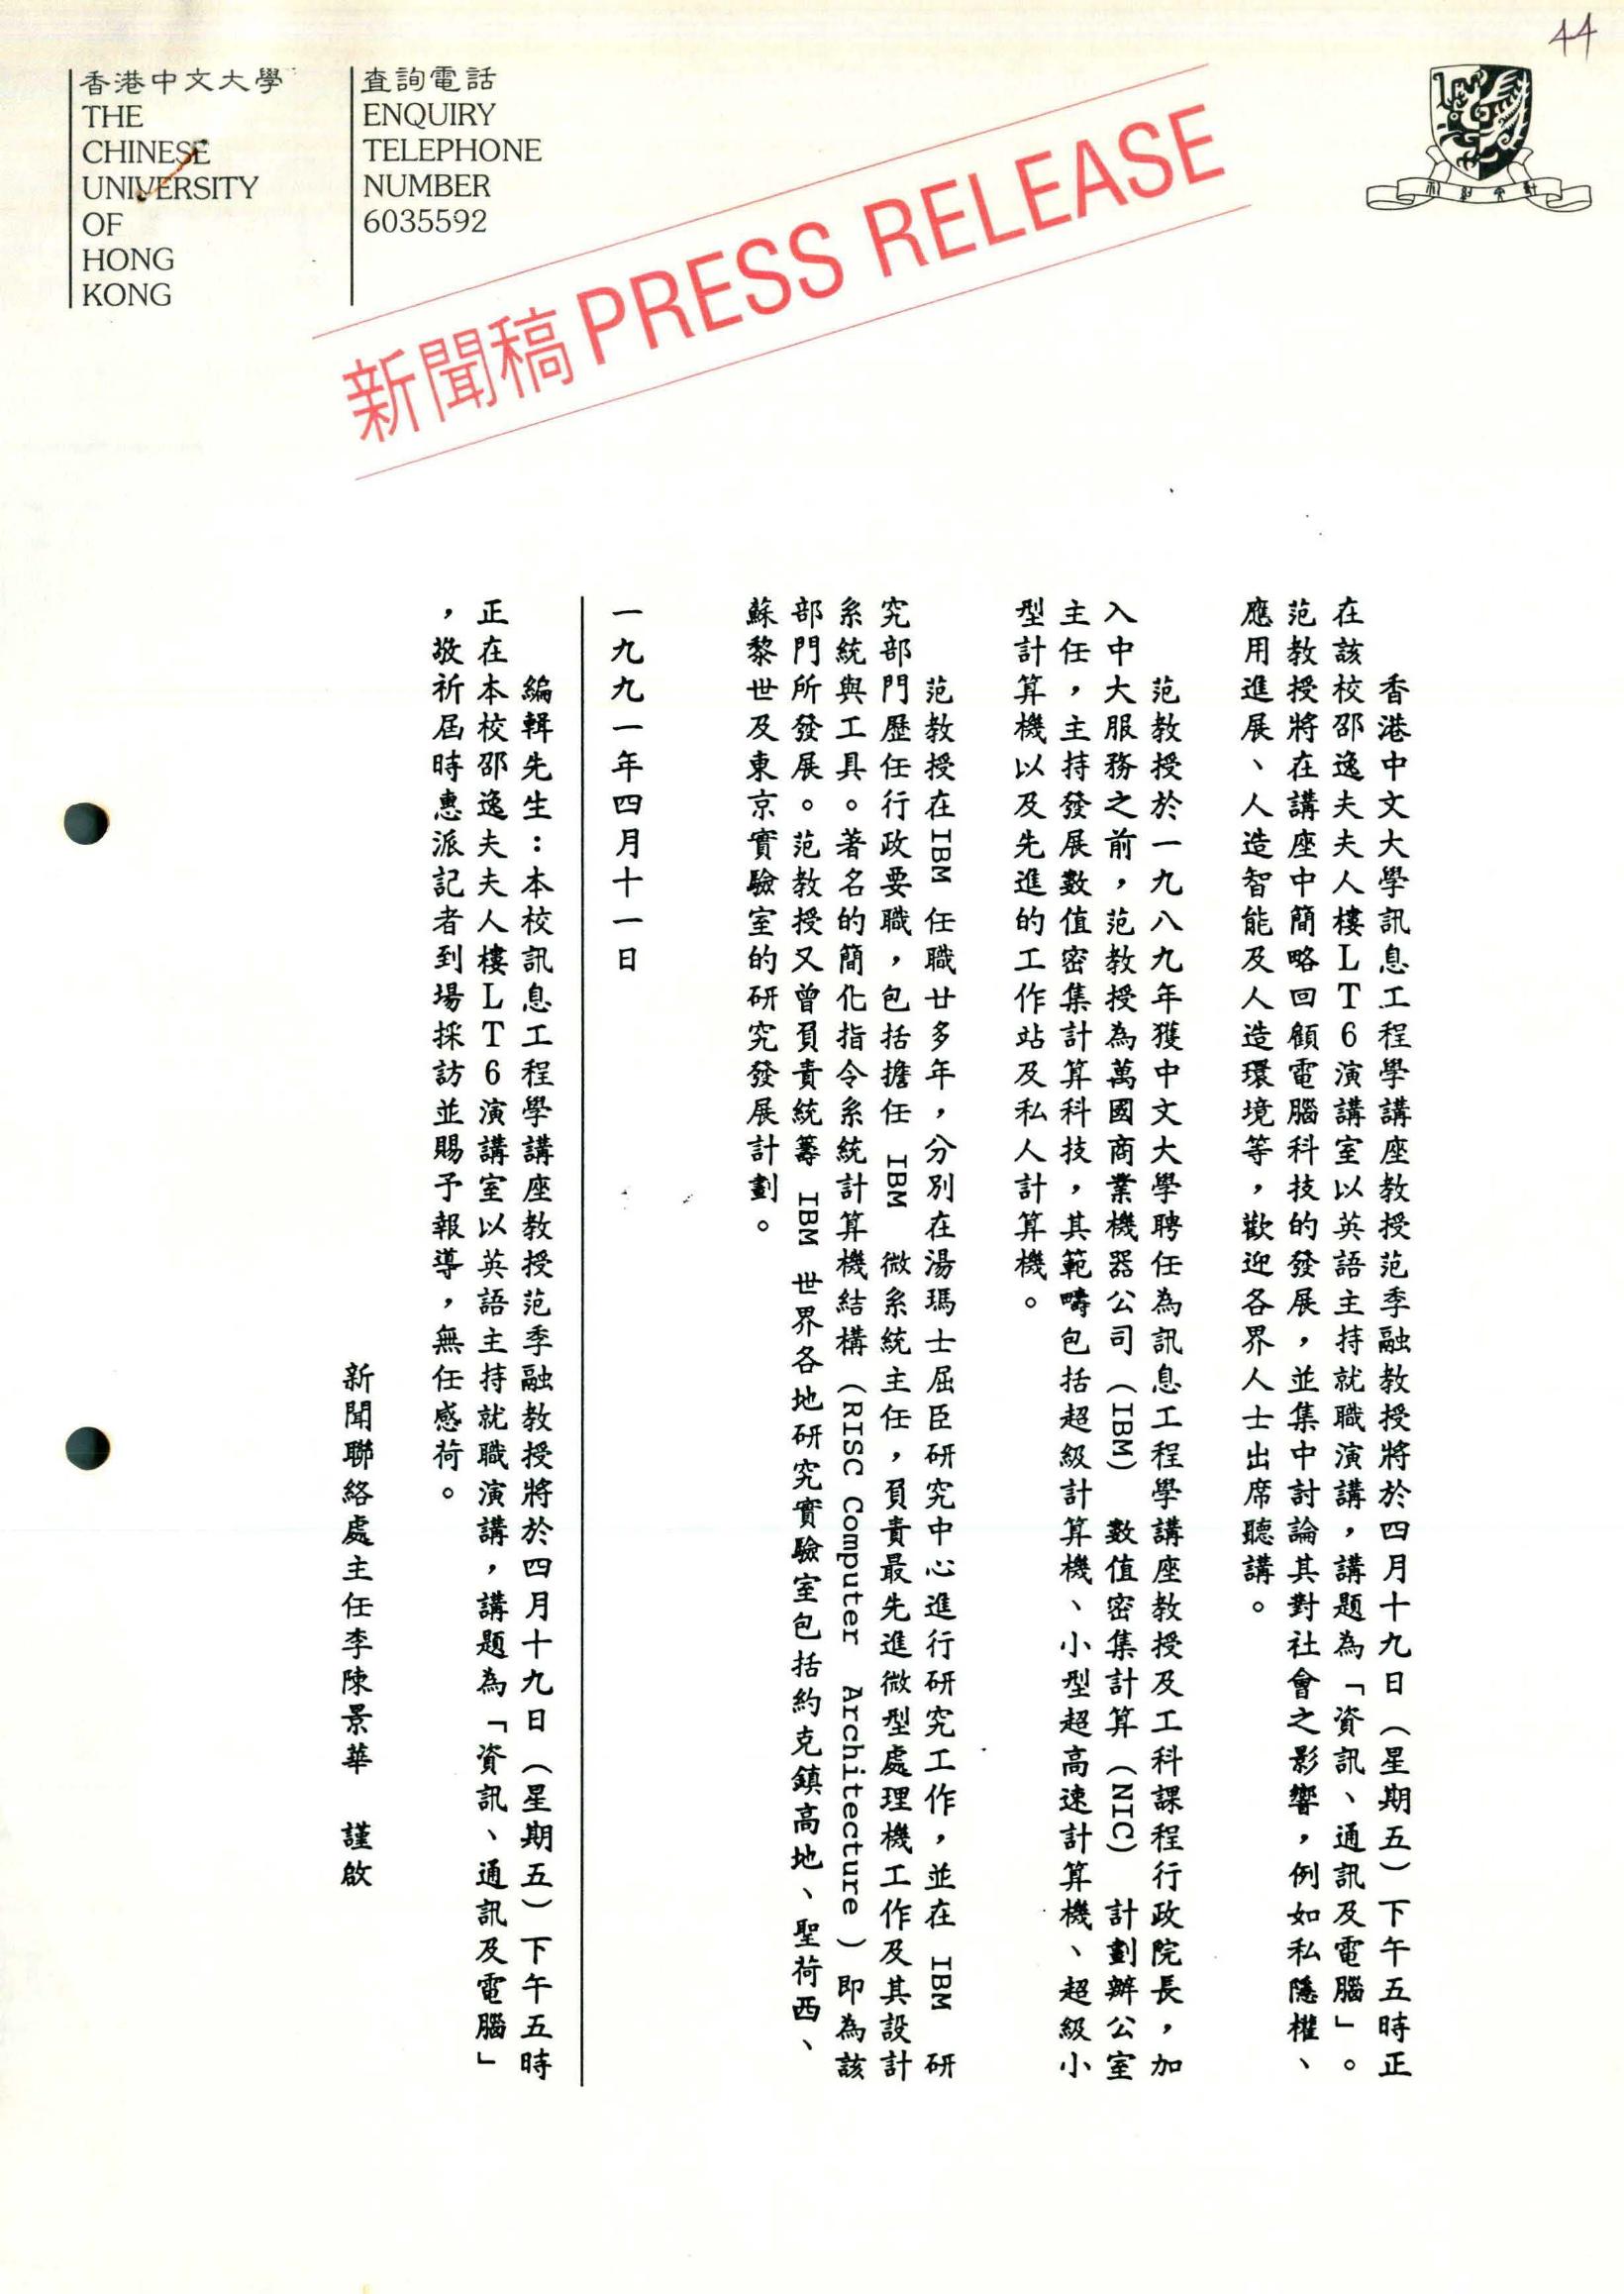 44
香港中文大學
THE
CHINESE
UNIVERSITY
OF
HONG
KONG
查詢電話
ENQUIRY
TELEPHONE
NUMBER
6035592
新聞稿 PRESS RELEASE
香港中文大學訊息工程學講座教授范季融教授將於四月十九日（星期五）下午五時正
在該校邵逸夫夫人樓LT6演講室以英語主持就職演講，講題為「資訊、通訊及電腦」。
范教授將在講座中簡略回顧電腦科技的發展，並集中討論其對社會之影響，例如私隱權、
應用進展、人造智能及人造環境等，歡迎各界人士出席聽講。
范教授於一九八九年獲中文大學聘任為訊息工程學講座教授及工科課程行政院長，加
入中大服務之前，范教授為萬國商業機器公司（IBM）數值密集計算（NIC）計劃辦公室
主任，主持發展數值密集計算科技，其範疇包括超級計算機、小型超高速計算機、超級小
型計算機以及先進的工作站及私人計算機。
范教授在IBM 任職廿多年，分別在湯瑪士屈臣研究中心進行研究工作，並在 IBM 研
究部門歷任行政要職，包括擔任 IBM 微系統主任，負責最先進微型處理機工作及其設計
系統與工具。著名的簡化指令系統計算機結構（RISC Computer Architecture）即為該
部門所發展。范教授又曾負責統籌 IBM 世界各地研究實驗室包括約克鎮高地、聖荷西、
蘇黎世及東京實驗室的研究發展計劃。
一九九一年四月十一日
編輯先生：本校訊息工程學講座教授范季融教授將於四月十九日（星期五）下午五時
正在本校邵逸夫夫人樓LT6演講室以英語主持就職演講，講題為「資訊、通訊及電腦」
，敬祈屆時惠派記者到場採訪並賜予報導，無任感荷。
新聞聯絡處主任李陳景華　謹啟